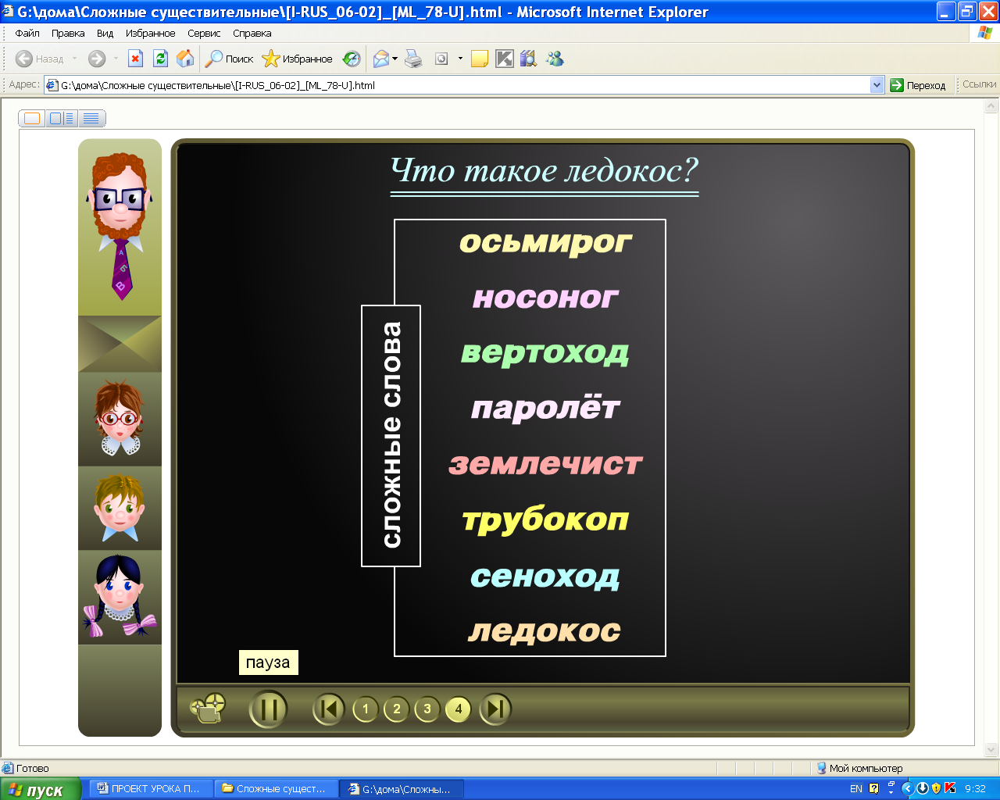 G:\дома\Сложные существительные\[I-RUS_06-02]_[ML_78-U].html - Microsoft Internet Explorer
Файл Правка Вид Избранное Сервис Справка
Назад Поиск Избранное
Адрес: G:\дома\Сложные существительные\[I-RUS_06-02]_[ML_78-U].html Переход Ссылки
Что такое ледокос?
сложные слова
осьмирог
носоног
вертоход
паролёт
землечист
трубокоп
сеноход
ледокос
А
Б
В
пауза
1 2 3 4
Готово Мой компьютер
пуск ПРОЕКТ УРОКА П... Сложные сущест... G:\дома\Сложны... EN 9:32